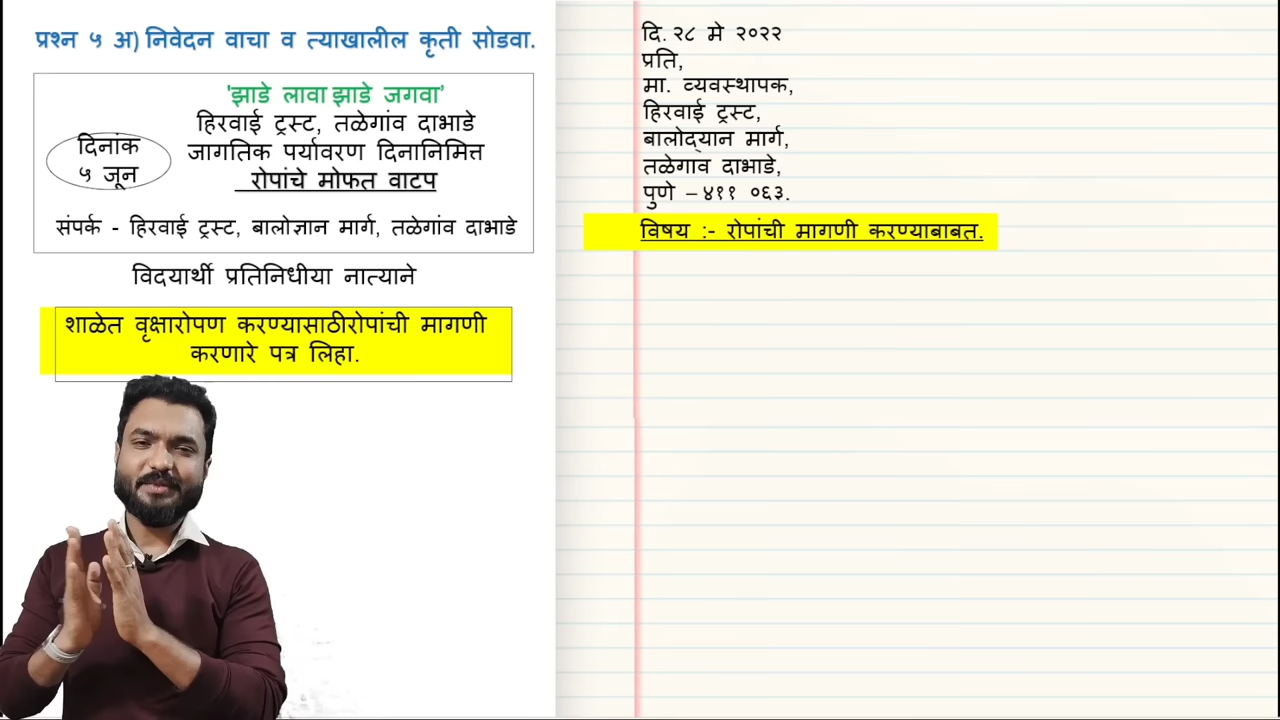 प्रश्न ५ अ) निवेदन वाचा व त्याखालील कृती सोडवा.
'झाडे लावा झाडे जगवा’
हिरवाई ट्रस्ट, तळेगांव दाभाडे
दिनांक
५ जून
जागतिक पर्यावरण दिनानिमित्त
रोपांचे मोफत वाटप
संपर्क - हिरवाई ट्रस्ट, बालोज्ञान मार्ग, तळेगांव दाभाडे
विदयार्थी प्रतिनिधीया नात्याने
शाळेत वृक्षारोपण करण्यासाठीरोपांची मागणी
करणारे पत्र लिहा.
दि. २८ मे २०२२
प्रति,
मा. व्यवस्थापक,
हिरवाई ट्रस्ट,
बालोद्यान मार्ग,
तळेगाव दाभाडे,
पुणे – ४११ ०६३.
विषय :- रोपांची मागणी करण्याबाबत.